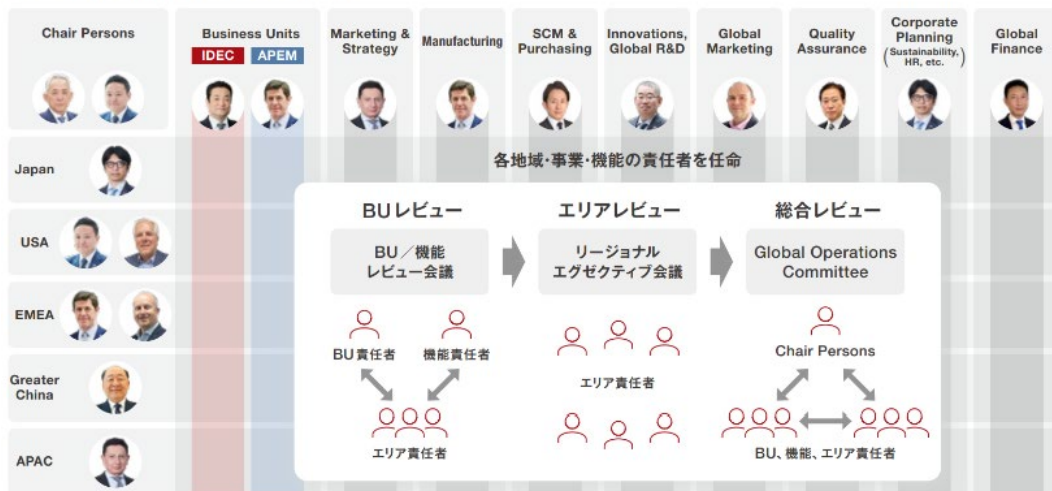 Chair Persons
Business Units
IDEC
APEM
Marketing &
Strategy
Manufacturing
SCM &
Purchasing
Innovations,
Global R&D
Global
Marketing
Quality
Assurance
Corporate
Planning
(Sustainability,
HR, etc.)
Global
Finance
Japan
各地域・事業・機能の責任者を任命
USA
EMEA
Greater
China
APAC
BUレビュー
BU／機能
レビュー会議
BU責任者
機能責任者
エリア責任者
エリアレビュー
リージョナル
エグゼクティブ会議
エリア責任者
総合レビュー
Global Operations
Committee
Chair Persons
BU、機能、エリア責任者